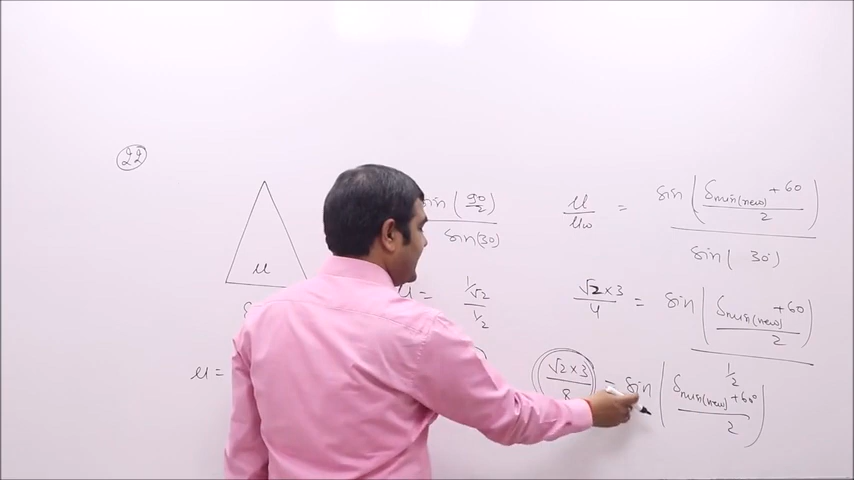 22
μ
μ =
sin (90/2)
sin(30)
μ = 1/√2
1/2
μ/μω = sin (δmin(new) + 60 / 2)
sin ( 30° )
√2 × 3 / 4 = sin (δmin(new) + 60 / 2)
1/2
√2 × 3 / 8 = sin (δmin(new) + 60° / 2)